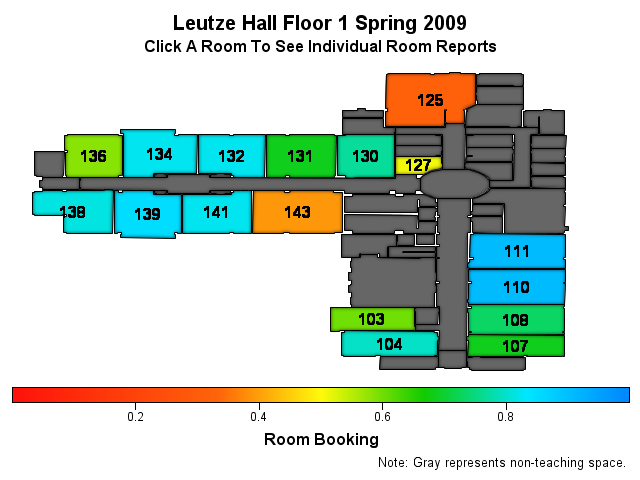 Leutze Hall Floor 1 Spring 2009
Click A Room To See Individual Room Reports
125
136 134 132 131 130 127
138 139 141 143
111
110
103 108
104 107
0.2 0.4 0.6 0.8
Room Booking
Note: Gray represents non-teaching space.